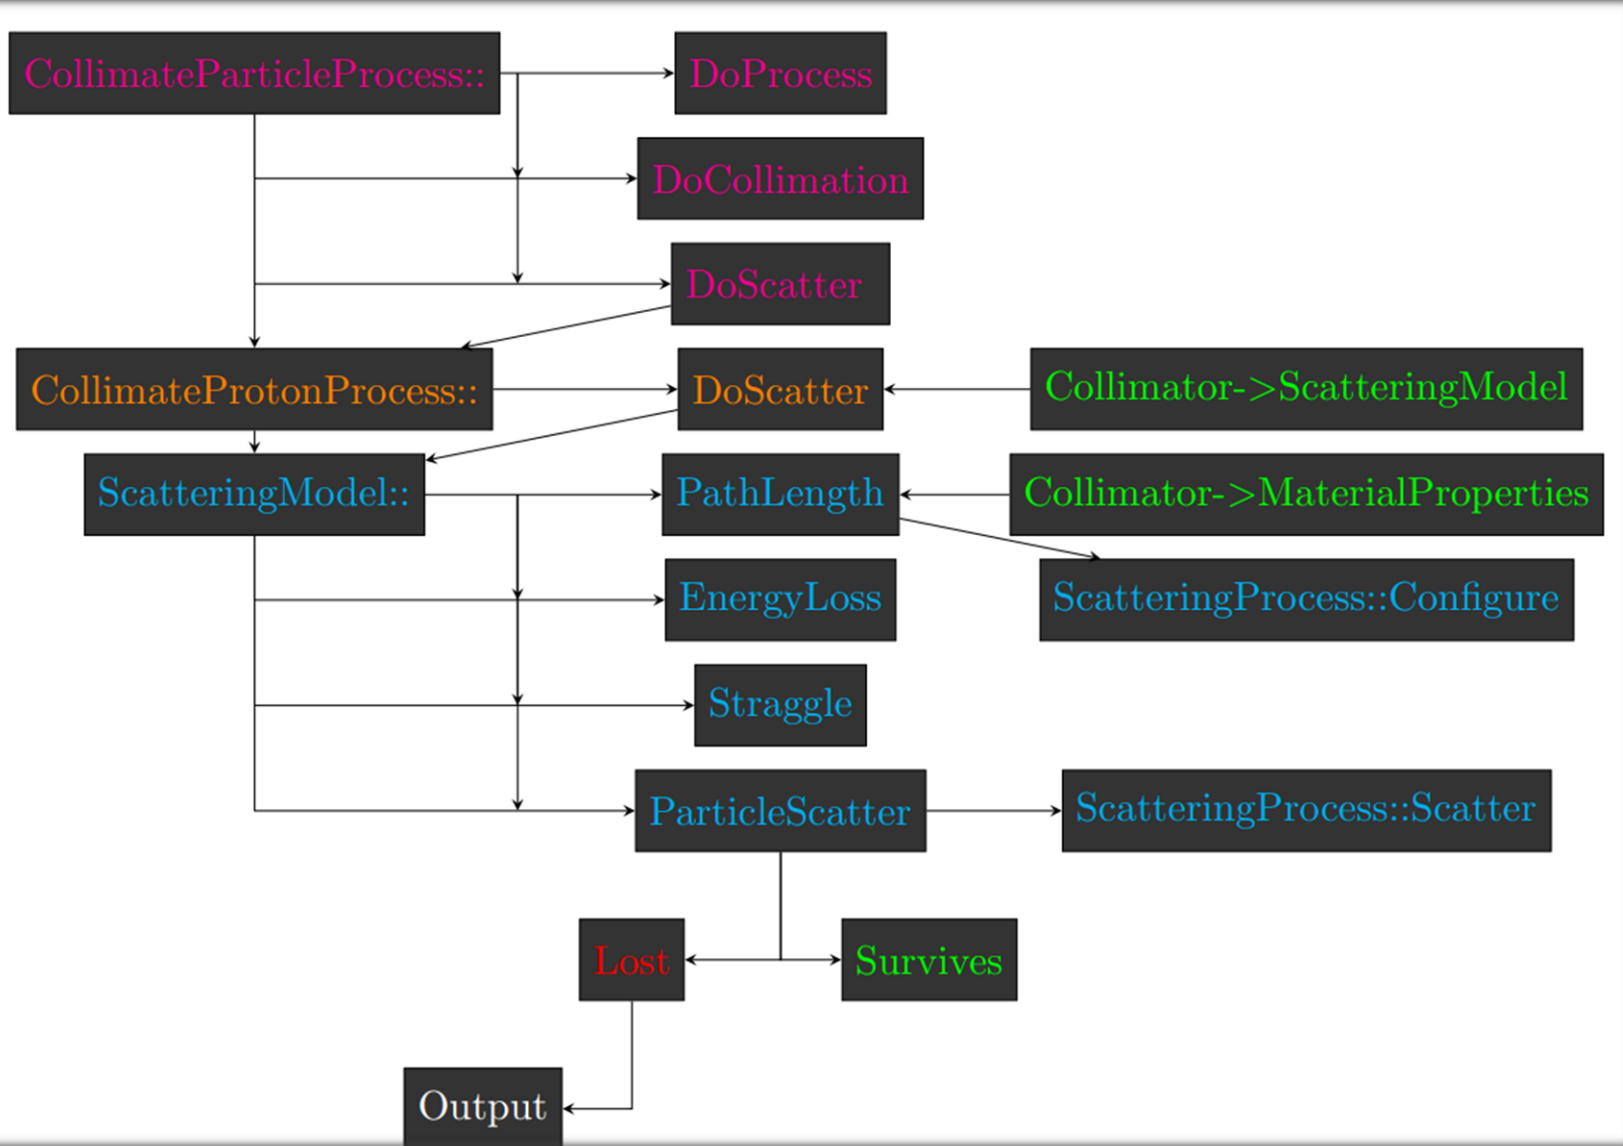 CollimateParticleProcess::
DoProcess
DoCollimation
DoScatter
CollimateProtonProcess::
DoScatter
Collimator->ScatteringModel
ScatteringModel::
PathLength
Collimator->MaterialProperties
EnergyLoss
ScatteringProcess::Configure
Straggle
ParticleScatter
ScatteringProcess::Scatter
Lost
Survives
Output